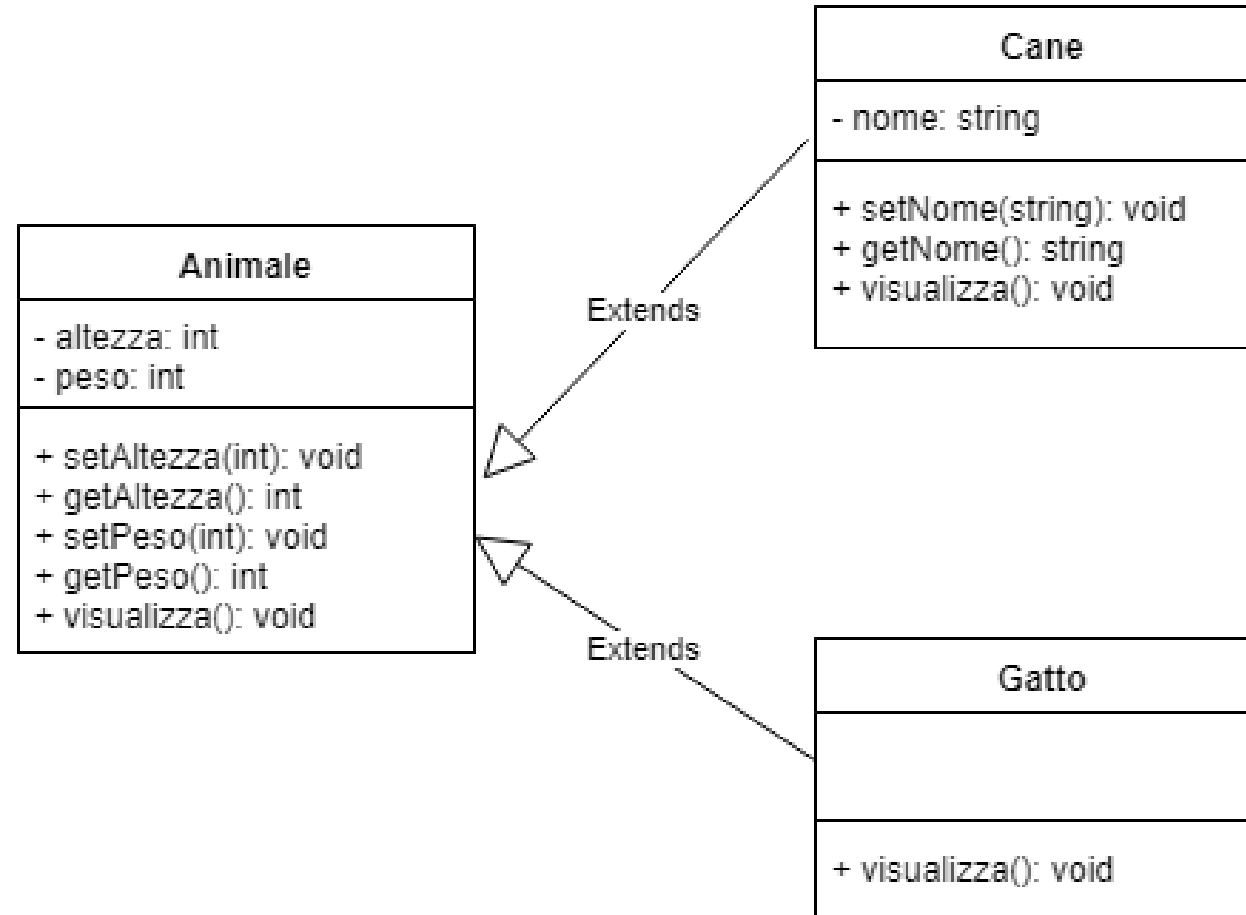 Animale
- altezza: int
- peso: int
+ setAltezza(int): void
+ getAltezza(): int
+ setPeso(int): void
+ getPeso(): int
+ visualizza(): void
Extends
Extends
Cane
- nome: string
+ setNome(string): void
+ getNome(): string
+ visualizza(): void
Gatto
+ visualizza(): void